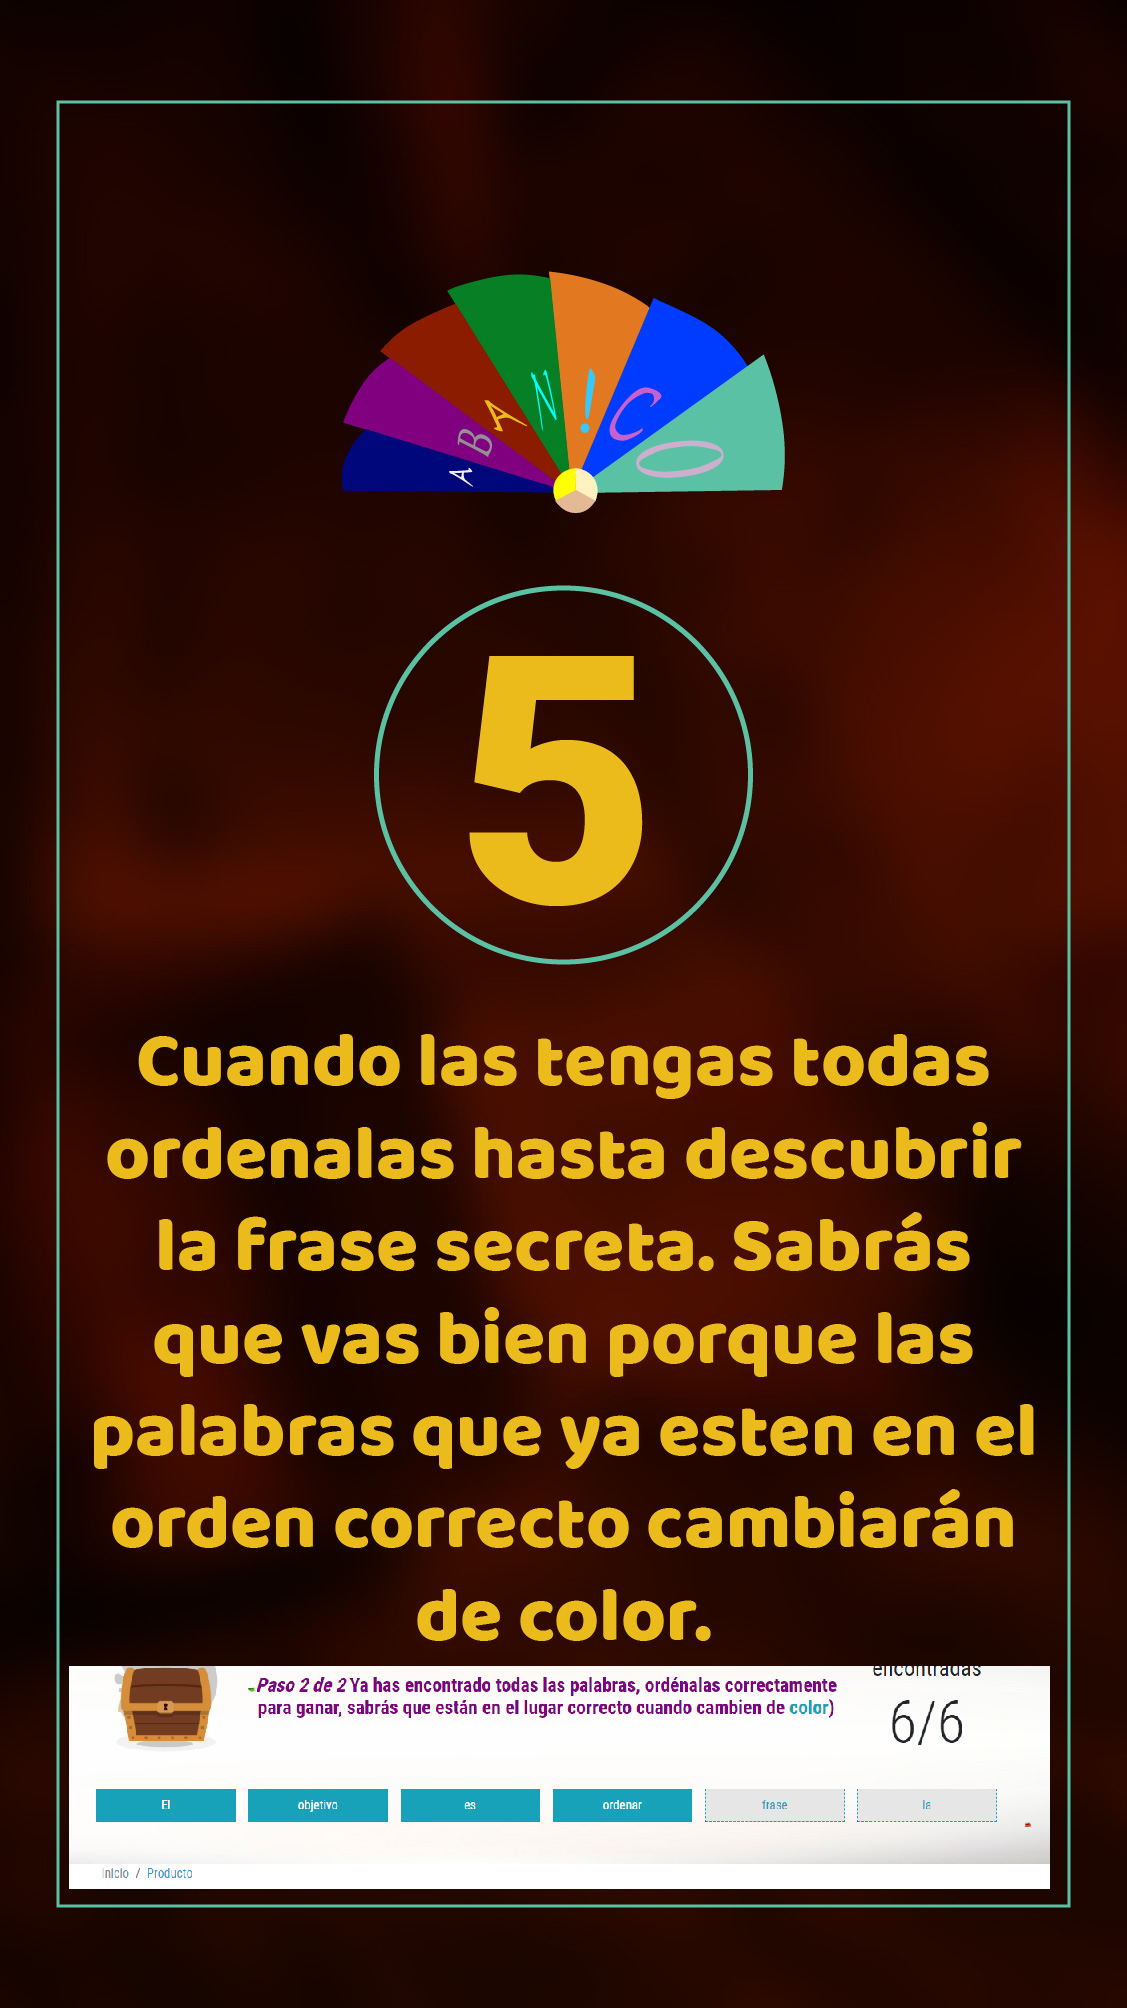 ABAN!CO
5
Cuando las tengas todas
ordenalas hasta descubrir
la frase secreta. Sabrás
que vas bien porque las
palabras que ya esten en el
orden correcto cambiarán
de color.
encontradas
Paso 2 de 2 Ya has encontrado todas las palabras, ordénalas correctamente
para ganar, sabrás que están en el lugar correcto cuando cambien de color)
6/6
El objetivo es ordenar frase la
Inicio / Producto